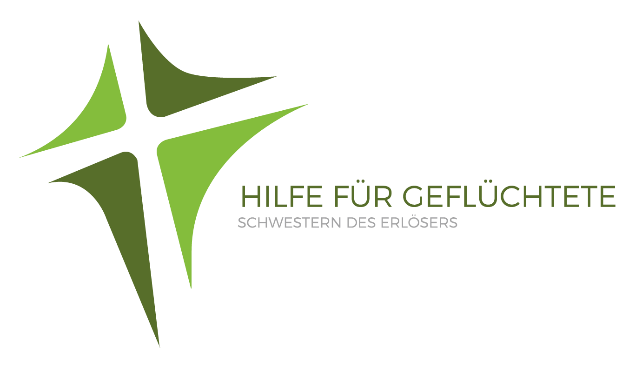 HILFE FÜR GEFLÜCHTETE
SCHWESTERN DES ERLÖSERS